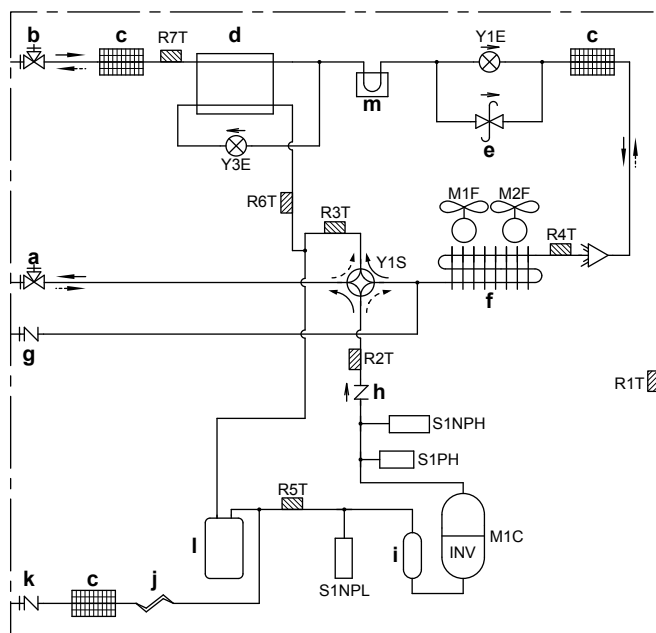 b
c
R7T
d
m
Y1E
c
e
Y3E
R6T
R3T
M1F
M2F
R4T
a
Y1S
f
g
R2T
R1T
h
S1NPH
S1PH
R5T
l
i
INV
M1C
S1NPL
k
c
j